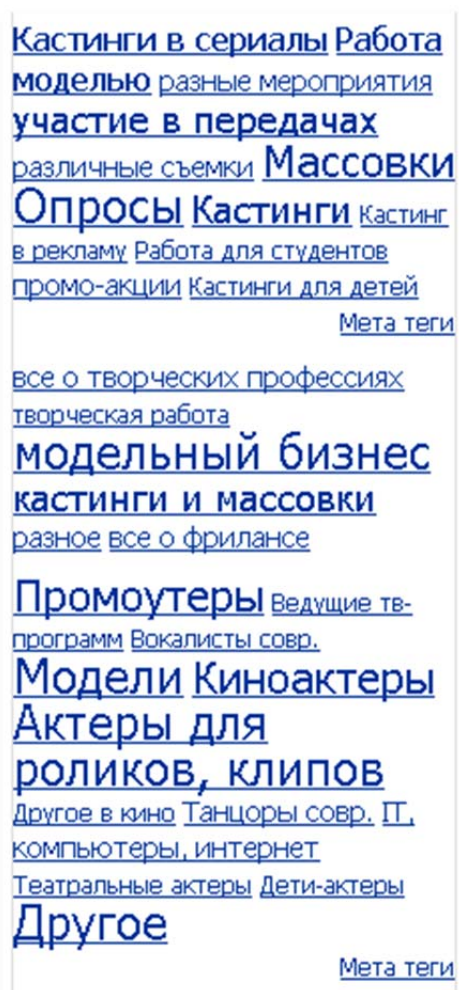 Кастинги в сериалы Работа
моделью разные мероприятия
участие в передачах
различные съемки Массовки
Опросы Кастинги Кастинг
в рекламу Работа для студентов
промо-акции Кастинги для детей
Мета теги
все о творческих профессиях
творческая работа
модельный бизнес
кастинги и массовки
разное все о фрилансе
Промоутеры Ведущие тв-
программ Вокалисты совр.
Модели Киноактеры
Актеры для
роликов, клипов
Другое в кино Танцоры совр. IT,
компьютеры, интернет
Театральные актеры Дети-актеры
Другое
Мета теги